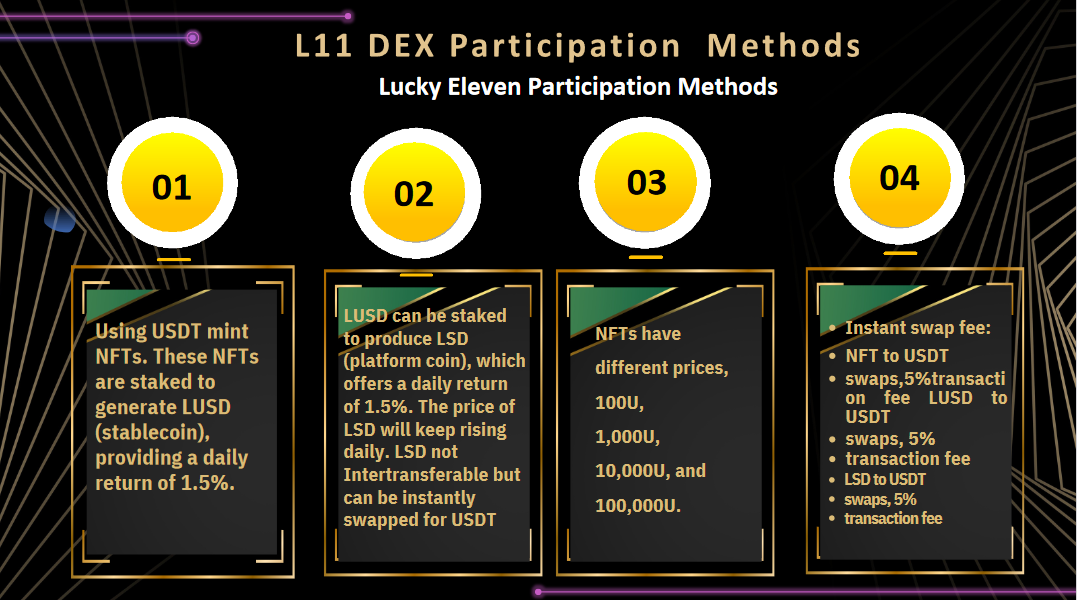 L11 DEX Participation Methods
Lucky Eleven Participation Methods
01
Using USDT mint
NFTs. These NFTs
are staked to
generate LUSD
(stablecoin),
providing a daily
return of 1.5%.
02
LUSD can be staked
to produce LSD
(platform coin), which
offers a daily return
of 1.5%. The price of
LSD will keep rising
daily. LSD not
Intertransferable but
can be instantly
swapped for USDT
03
NFTs have
different prices,
100U,
1,000U,
10,000U, and
100,000U.
04
• Instant swap fee:
• NFT to USDT
• swaps,5%transacti
on fee LUSD to
USDT
• swaps, 5%
• transaction fee
• LSD to USDT
• swaps, 5%
• transaction fee